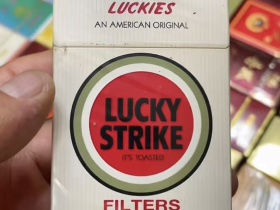 LUCKIES
AN AMERICAN ORIGINAL
LUCKY
STRIKE
IT'S TOASTED
FILTERS